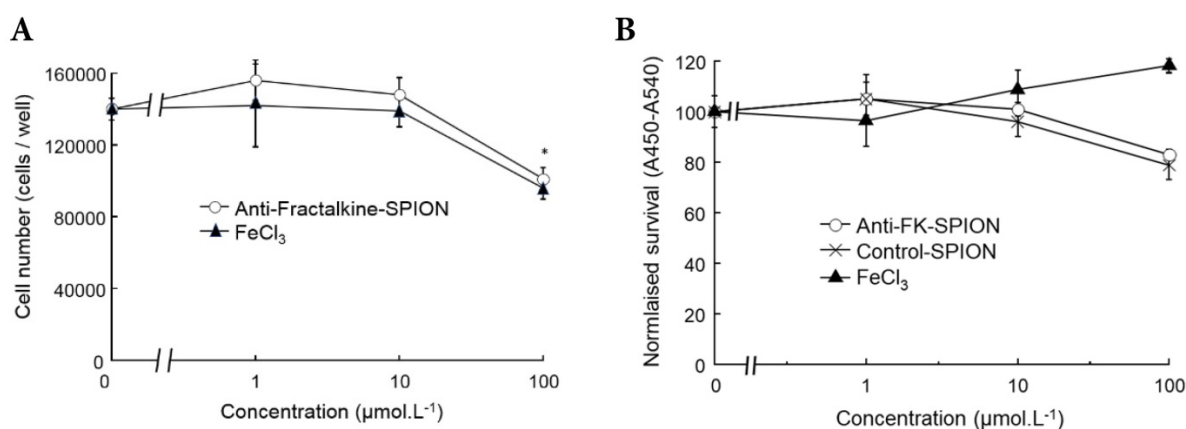 A
Cell number (cells / well)
160000
120000
80000
40000
0
*
Anti-Fractalkine-SPION
FeCl₃
0 1 10 100
Concentration (µmol.L⁻¹)
B
Normlaised survival (A450-A540)
120
100
80
60
40
20
0
Anti-FK-SPION
Control-SPION
FeCl₃
0 1 10 100
Concentration (µmol.L⁻¹)